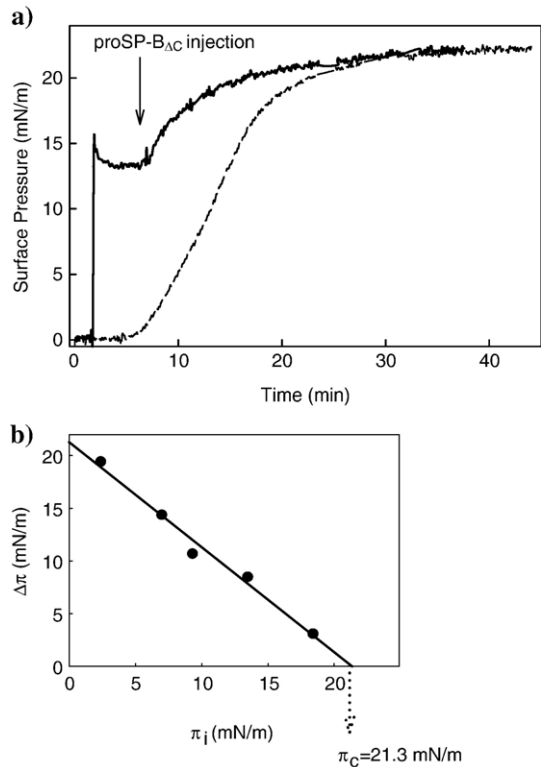 a)
proSP-B∆C injection
Surface Pressure (mN/m)
20
15
10
5
0
0 10 20 30 40
Time (min)
b)
Δπ (mN/m)
20
15
10
5
0
0 5 10 15 20
πi (mN/m)
πc=21.3 mN/m